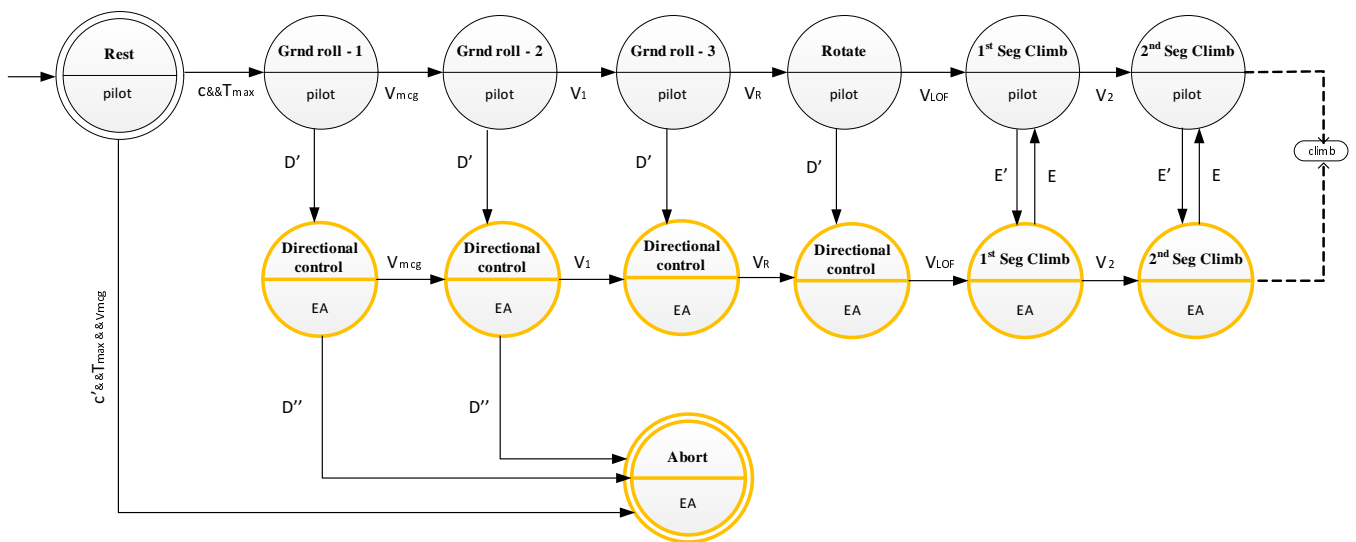 Rest
pilot
c&&Tmax
Grnd roll - 1
pilot
Vmcg
Grnd roll - 2
pilot
V1
Grnd roll - 3
pilot
VR
Rotate
pilot
VLOF
1st Seg Climb
pilot
V2
2nd Seg Climb
pilot
climb
D'
D'
D'
D'
E'
E
E'
E
Directional
control
EA
Vmcg
Directional
control
EA
V1
Directional
control
EA
VR
Directional
control
EA
VLOF
1st Seg Climb
EA
V2
2nd Seg Climb
EA
c'&&Tmax&&Vmcg
D''
D''
Abort
EA